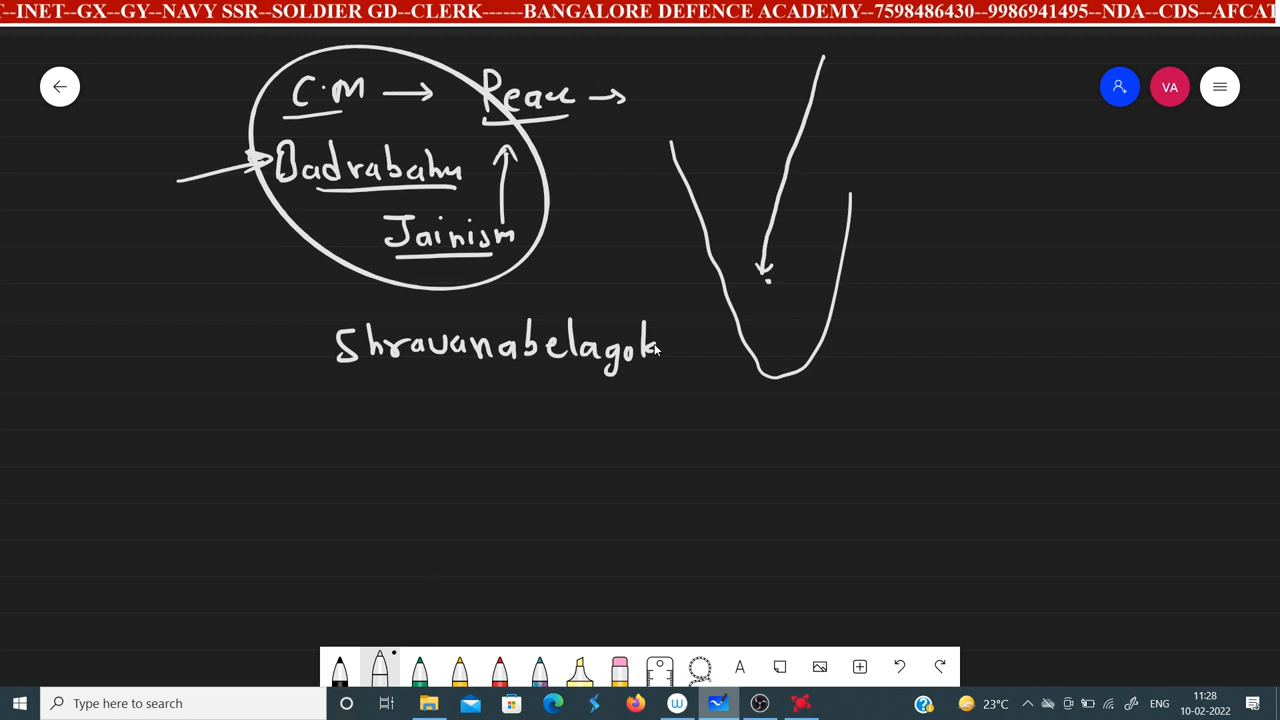 -INET--GX--GY--NAVY SSR--SOLDIER GD--CLERK------BANGALORE DEFENCE ACADEMY--7598486430--9986941495--NDA--CDS--AFCAT
C.M → Peace →
Badrabahu
Jainism
Shravanabelagok
VA
A
Type here to search
23°C ENG 11:28
10-02-2022